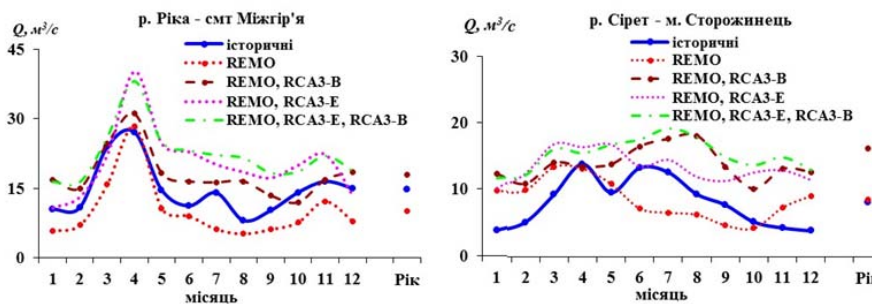 р. Ріка - смт Міжгір'я
Q, м³/с
45
30
15
0
історичні
REMO
REMO, RCA3-B
REMO, RCA3-E
REMO, RCA3-E, RCA3-B
1 2 3 4 5 6 7 8 9 10 11 12 Рік
місяць
р. Сірет - м. Сторожинець
Q, м³/с
30
20
10
0
історичні
REMO
REMO, RCA3-B
REMO, RCA3-E
REMO, RCA3-E, RCA3-B
1 2 3 4 5 6 7 8 9 10 11 12 Рік
місяць